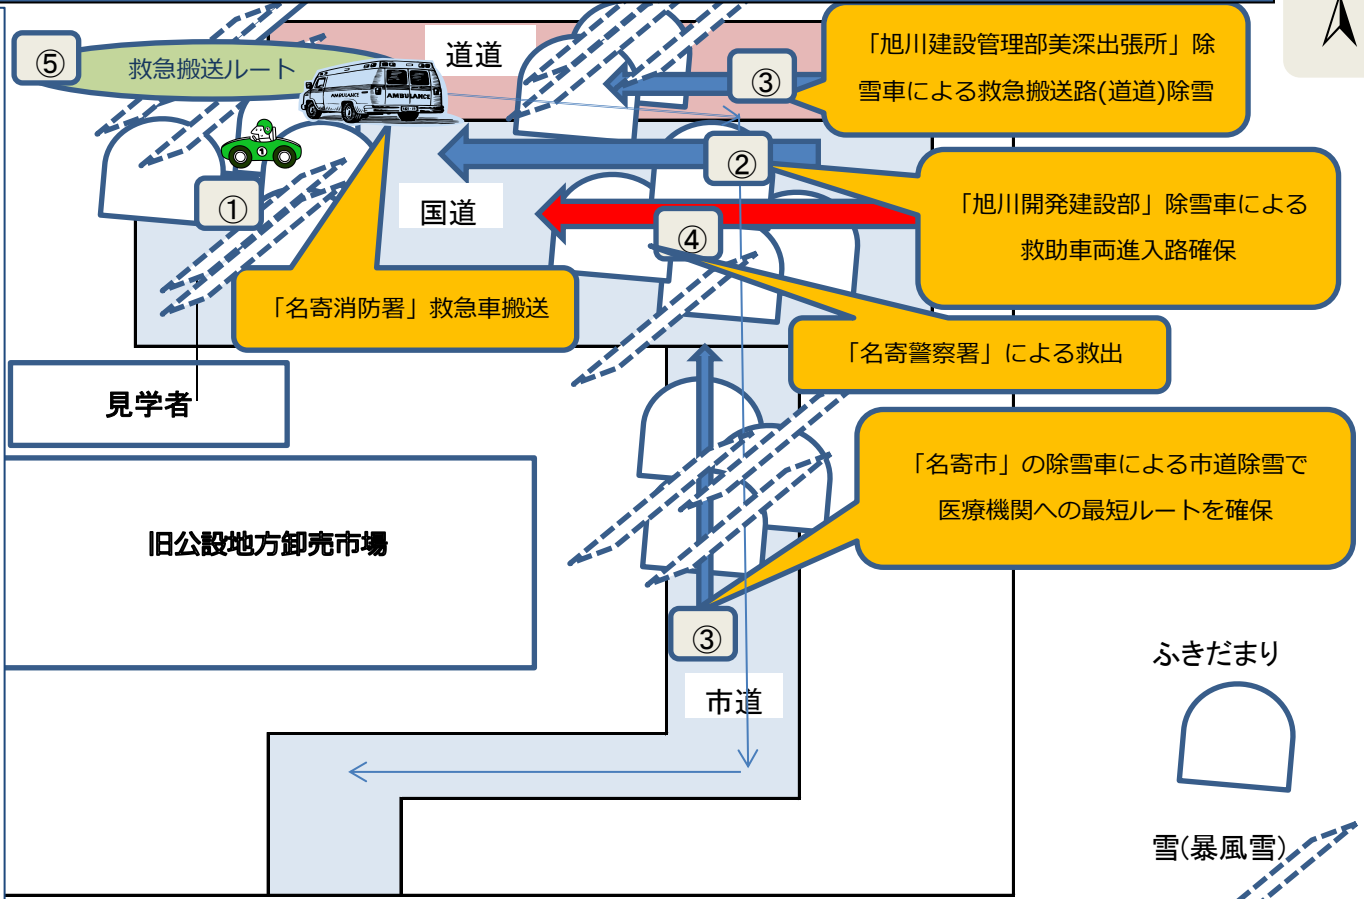 ⑤
救急搬送ルート
AMBULANCE
AMBULANCE
道道
③
「旭川建設管理部美深出張所」除
雪車による救急搬送路(道道)除雪
①
①
国道
②
「旭川開発建設部」除雪車による
救助車両進入路確保
④
「名寄消防署」救急車搬送
「名寄警察署」による救出
見学者
「名寄市」の除雪車による市道除雪で
医療機関への最短ルートを確保
旧公設地方卸売市場
③
市道
ふきだまり
雪(暴風雪)